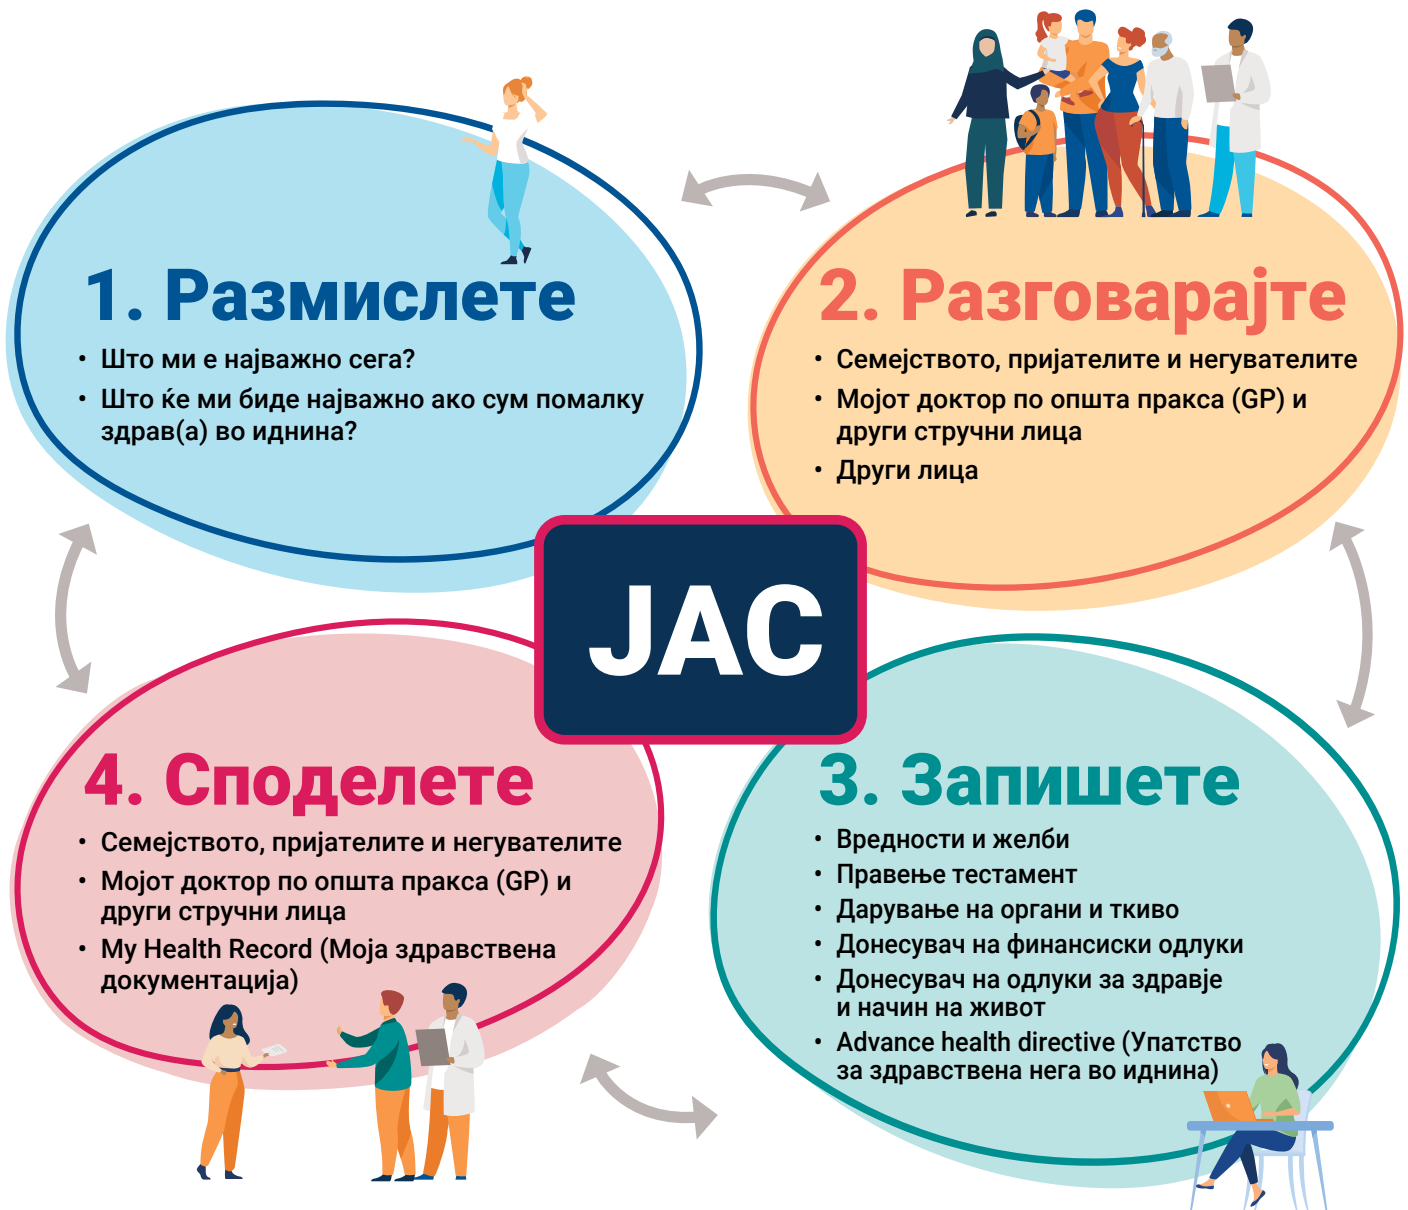 1. Размислете
• Што ми е најважно сега?
• Што ќе ми биде најважно ако сум помалку
здрав(а) во иднина?
2. Разговарајте
• Семејството, пријателите и негувателите
• Мојот доктор по општа пракса (GP) и
други стручни лица
• Други лица
ЈАС
3. Запишете
• Вредности и желби
• Правење тестамент
• Дарување на органи и ткиво
• Донесувач на финансиски одлуки
• Донесувач на одлуки за здравје
и начин на живот
• Advance health directive (Упатство
за здравствена нега во иднина)
4. Споделете
• Семејството, пријателите и негувателите
• Мојот доктор по општа пракса (GP) и
други стручни лица
• My Health Record (Моја здравствена
документација)